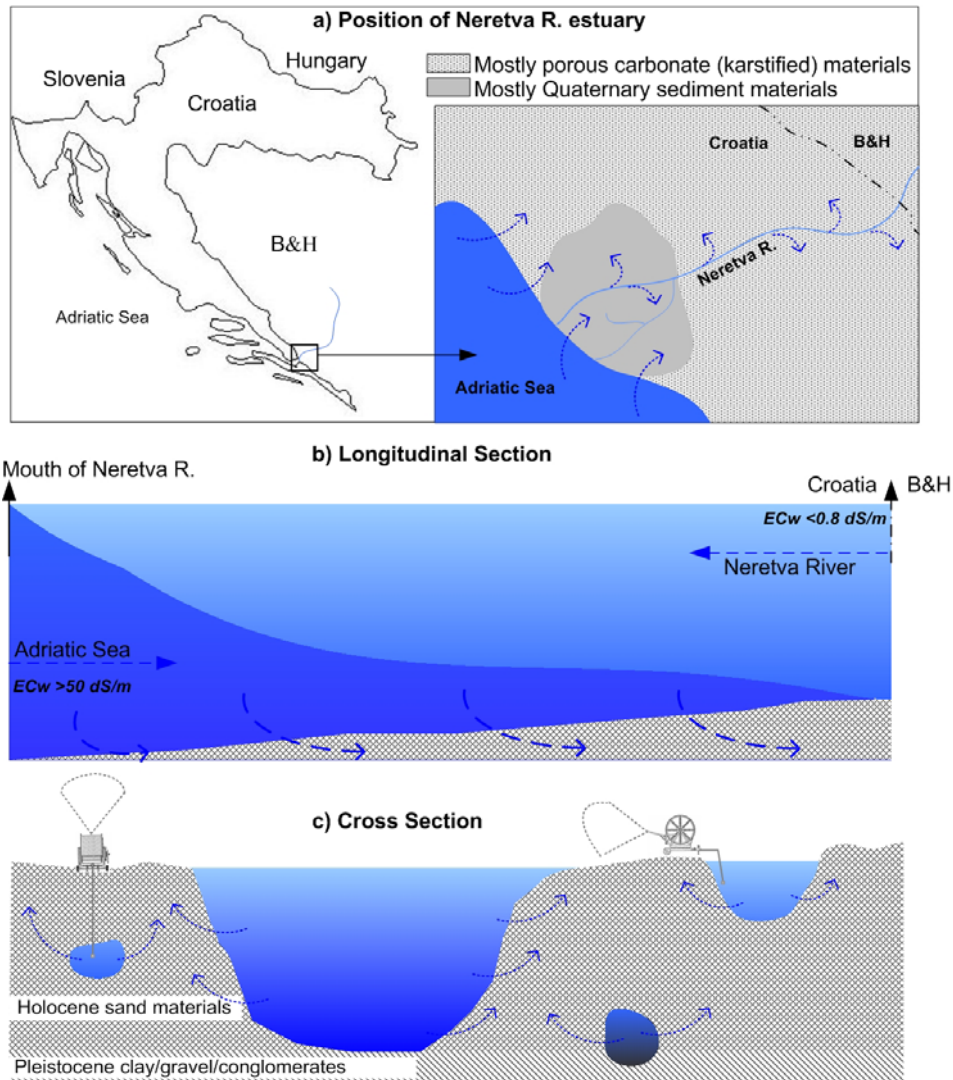 a) Position of Neretva R. estuary
Slovenia
Hungary
Croatia
B&H
Adriatic Sea
Mostly porous carbonate (karstified) materials
Mostly Quaternary sediment materials
Croatia
B&H
Neretva R.
Adriatic Sea
b) Longitudinal Section
Mouth of Neretva R.
Croatia
B&H
ECw <0.8 dS/m
Neretva River
Adriatic Sea
ECw >50 dS/m
c) Cross Section
Holocene sand materials
Pleistocene clay/gravel/conglomerates